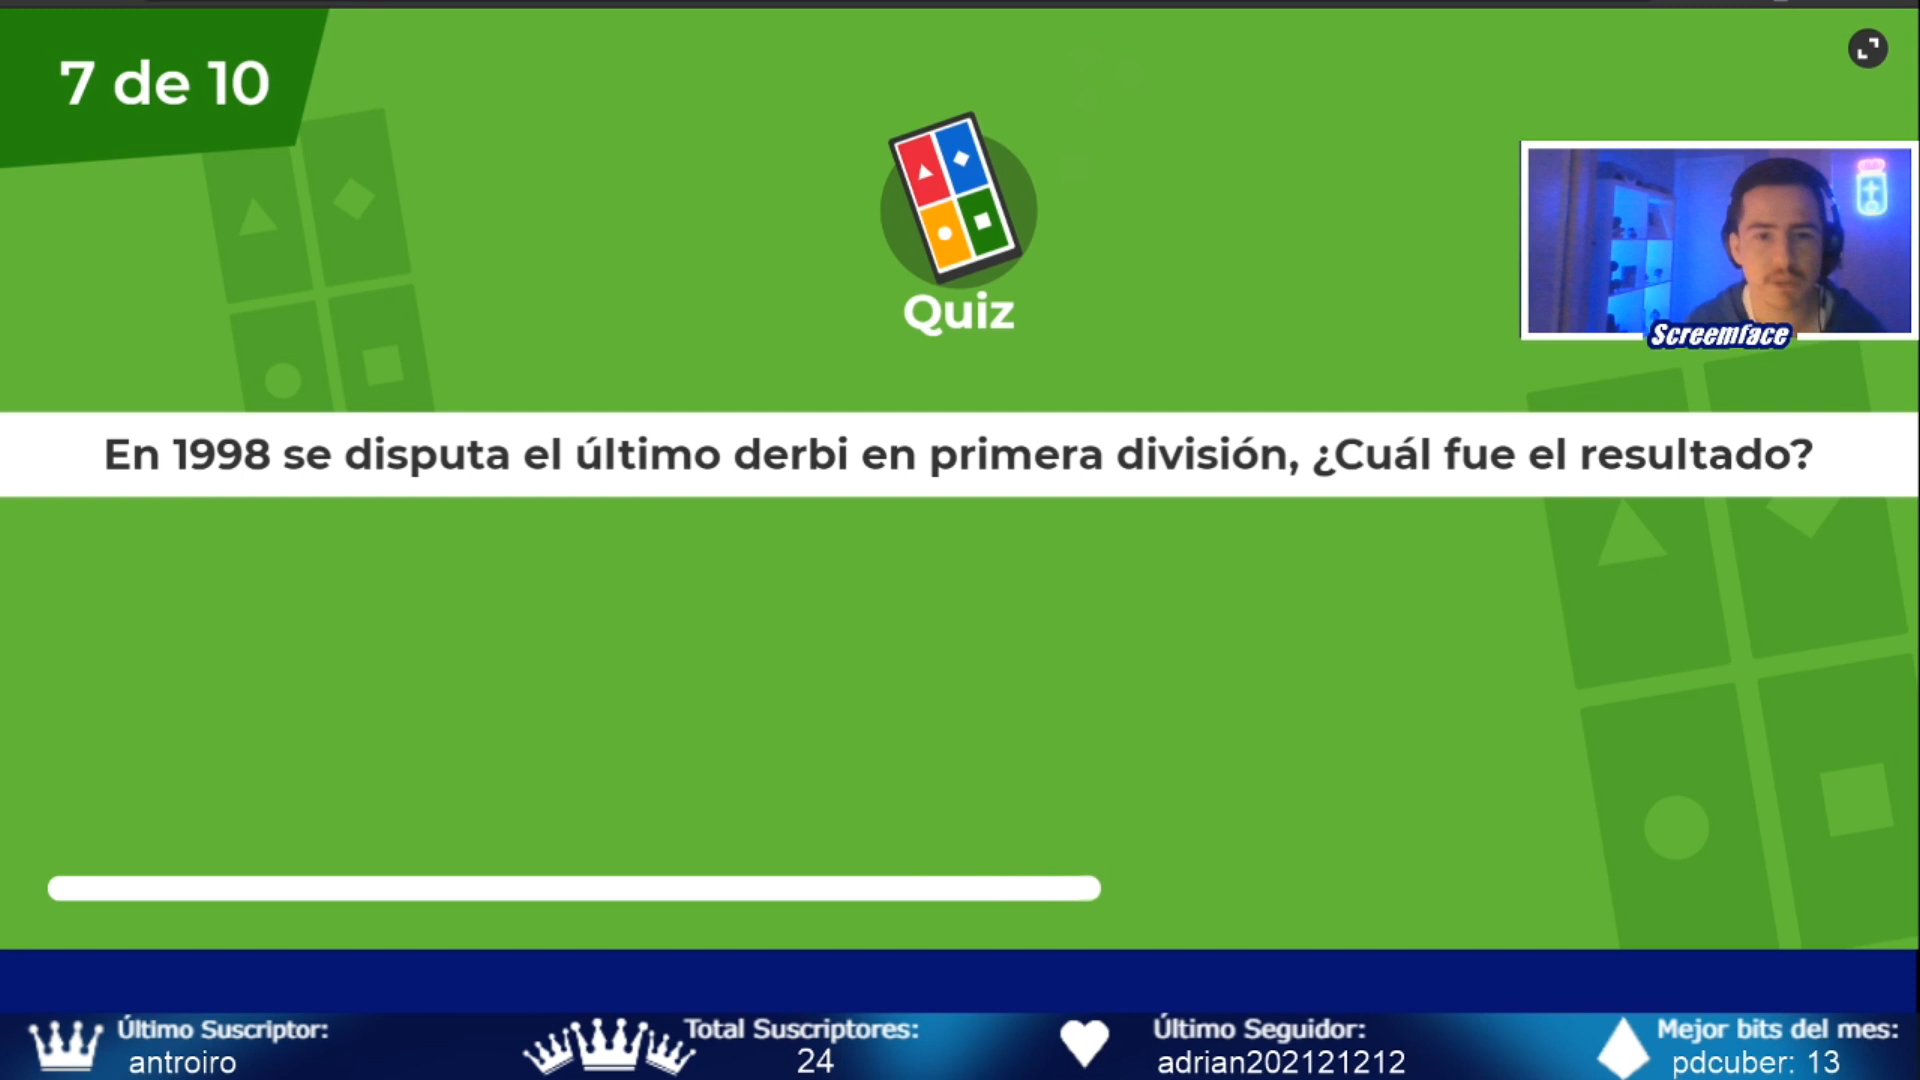 7 de 10
Quiz
Screemface
En 1998 se disputa el último derbi en primera división, ¿Cuál fue el resultado?
Último Suscriptor:
antroiro
Total Suscriptores:
24
Último Seguidor:
adrian202121212
Mejor bits del mes:
pdcuber: 13